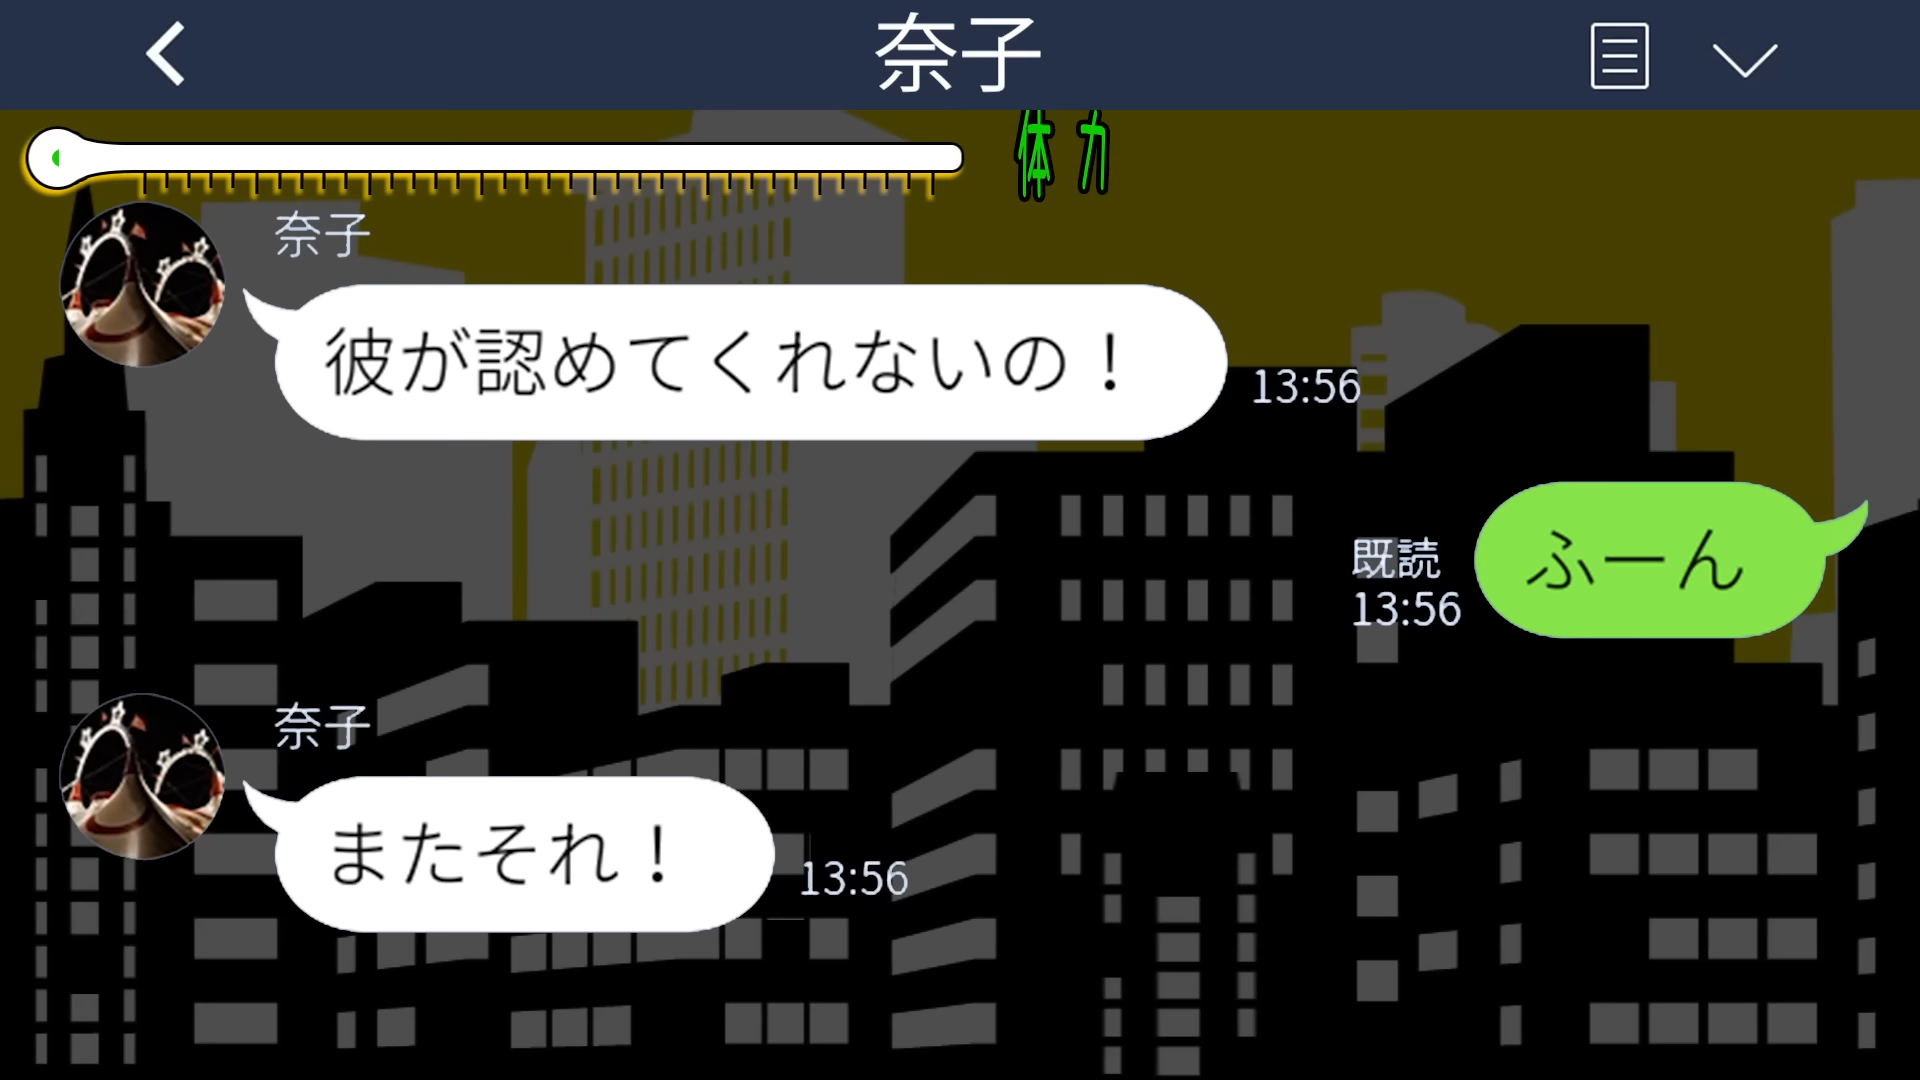 奈子
体力
奈子
彼が認めてくれないの！
13:56
ふーん
既読
13:56
奈子
またそれ！
13:56